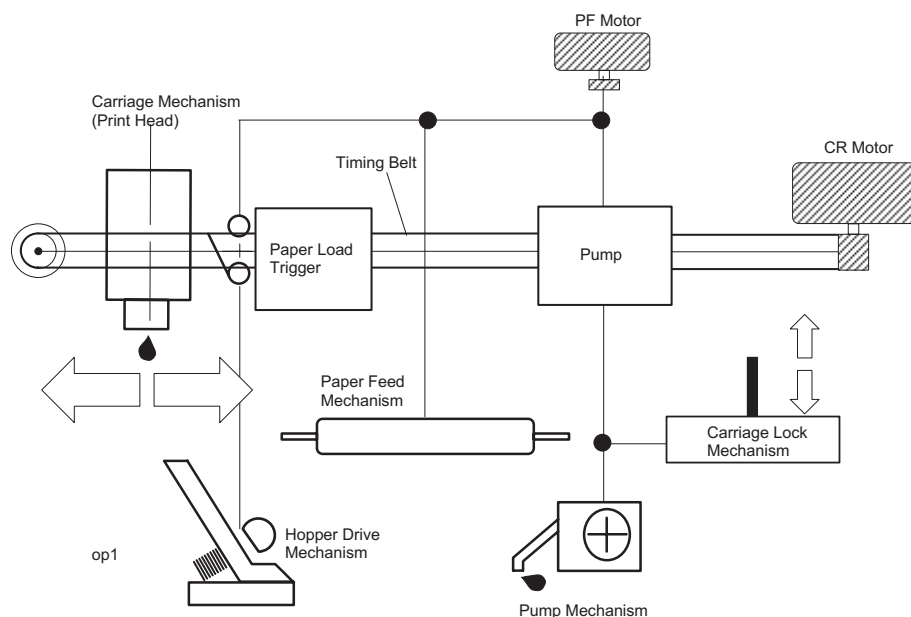 PF Motor
Carriage Mechanism
(Print Head)
CR Motor
Timing Belt
Paper Load
Trigger
Pump
Paper Feed
Mechanism
Carriage Lock
Mechanism
Hopper Drive
Mechanism
op1
Pump Mechanism